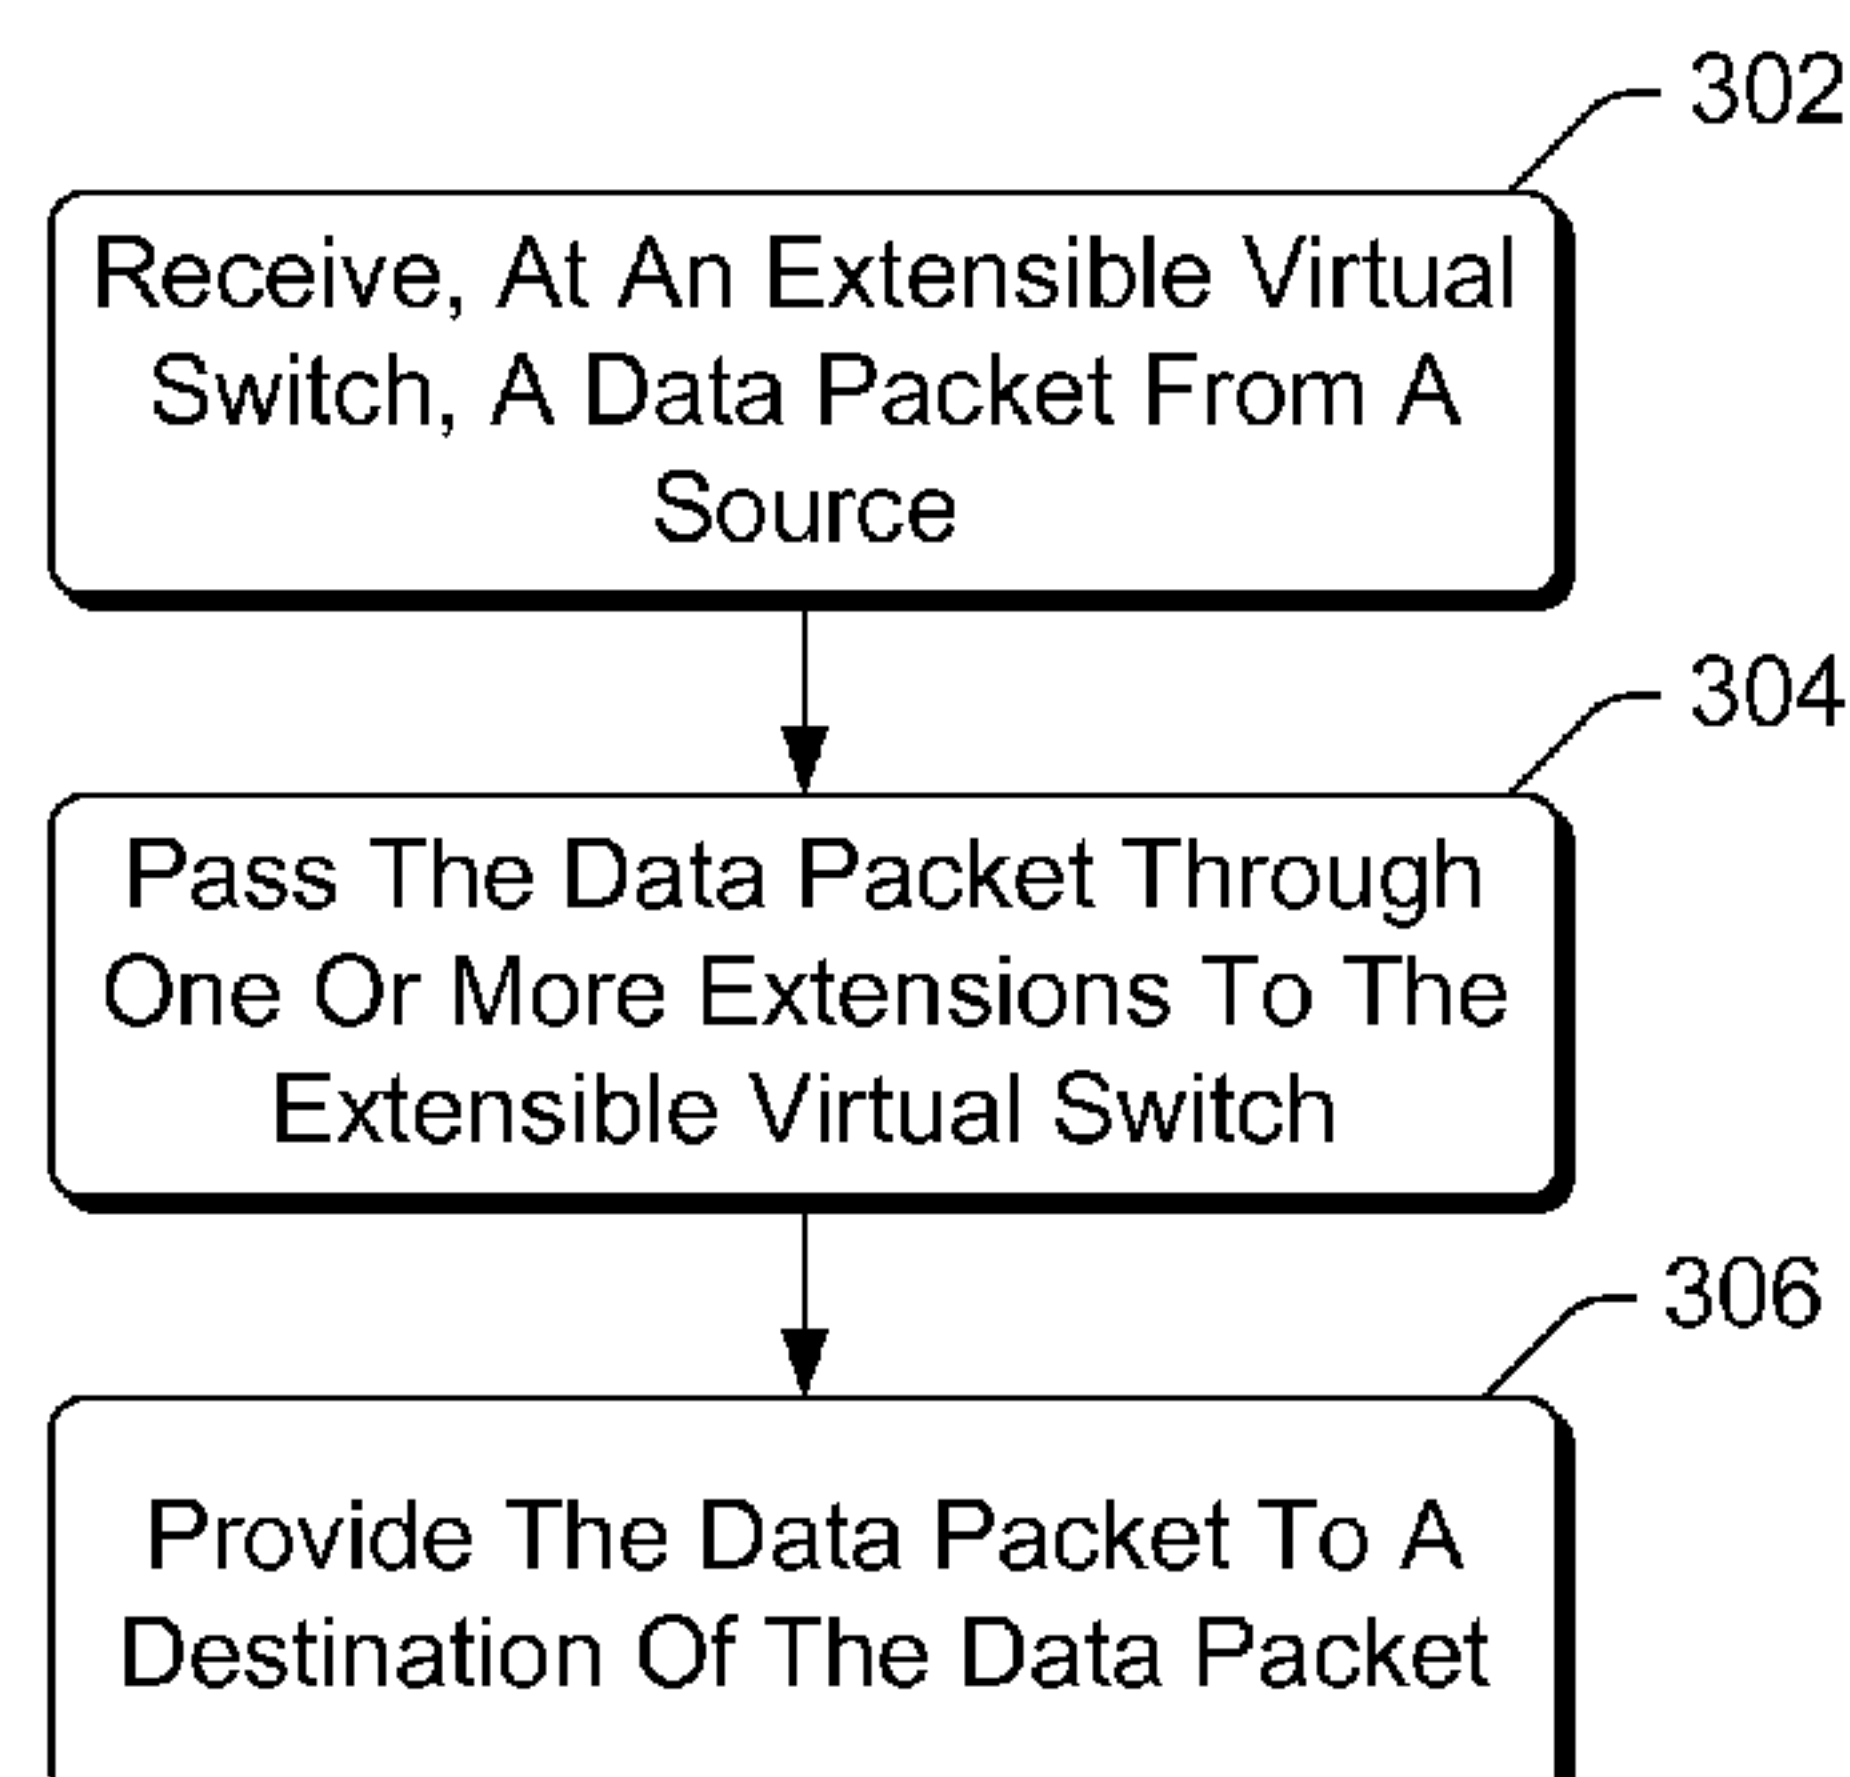 302
Receive, At An Extensible Virtual
Switch, A Data Packet From A
Source
304
Pass The Data Packet Through
One Or More Extensions To The
Extensible Virtual Switch
306
Provide The Data Packet To A
Destination Of The Data Packet